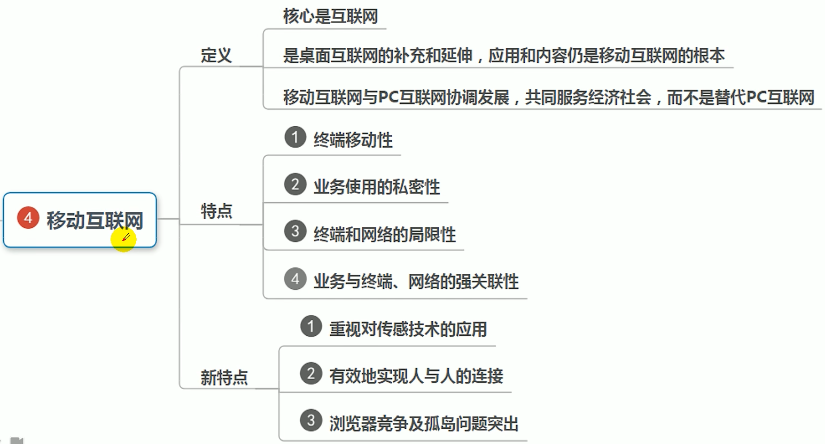 ④ 移动互联网
定义
核心是互联网
是桌面互联网的补充和延伸，应用和内容仍是移动互联网的根本
移动互联网与PC互联网协调发展，共同服务经济社会，而不是替代PC互联网
特点
① 终端移动性
② 业务使用的私密性
③ 终端和网络的局限性
④ 业务与终端、网络的强关联性
新特点
① 重视对传感技术的应用
② 有效地实现人与人的连接
③ 浏览器竞争及孤岛问题突出